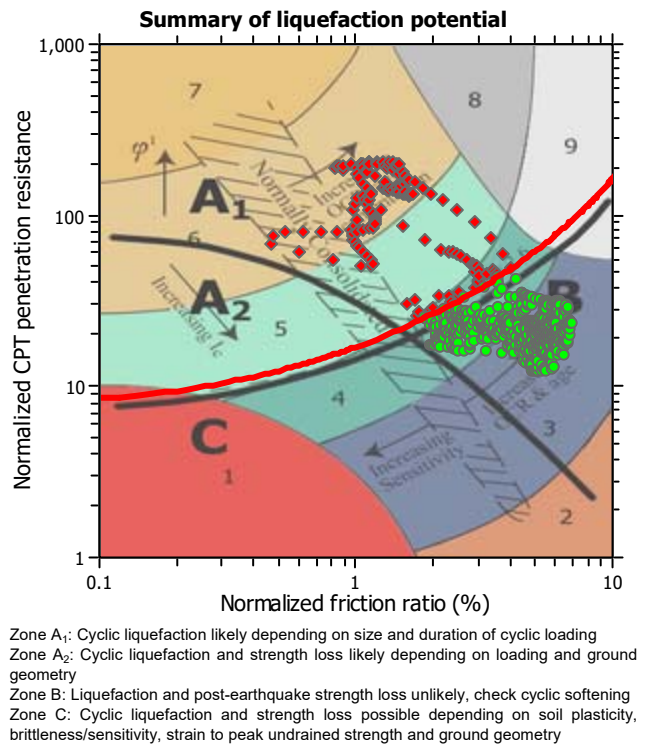 Summary of liquefaction potential
1,000
7
8
9
φ'
A1
Normally Consolidated
100
6
A2
B
Increasing Ic
5
10
4
C
Increasing
Sensitivity
3
1
2
1
0.1
1
10
Normalized CPT penetration resistance
Normalized friction ratio (%)
Zone A1: Cyclic liquefaction likely depending on size and duration of cyclic loading
Zone A2: Cyclic liquefaction and strength loss likely depending on loading and ground
geometry
Zone B: Liquefaction and post-earthquake strength loss unlikely, check cyclic softening
Zone C: Cyclic liquefaction and strength loss possible depending on soil plasticity,
brittleness/sensitivity, strain to peak undrained strength and ground geometry